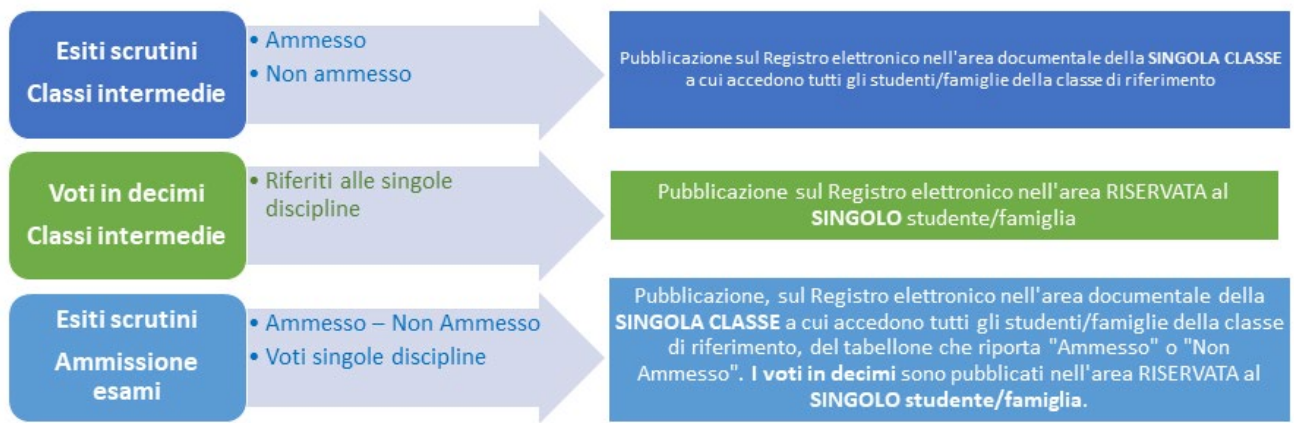 Esiti scrutini
Classi intermedie
• Ammesso
• Non ammesso
Pubblicazione sul Registro elettronico nell'area documentale della SINGOLA CLASSE
a cui accedono tutti gli studenti/famiglie della classe di riferimento
Voti in decimi
Classi intermedie
• Riferiti alle singole
discipline
Pubblicazione sul Registro elettronico nell'area RISERVATA al
SINGOLO studente/famiglia
Esiti scrutini
Ammissione
esami
• Ammesso – Non Ammesso
• Voti singole discipline
Pubblicazione, sul Registro elettronico nell'area documentale della
SINGOLA CLASSE a cui accedono tutti gli studenti/famiglie della classe
di riferimento, del tabellone che riporta "Ammesso" o "Non
Ammesso". I voti in decimi sono pubblicati nell'area RISERVATA al
SINGOLO studente/famiglia.